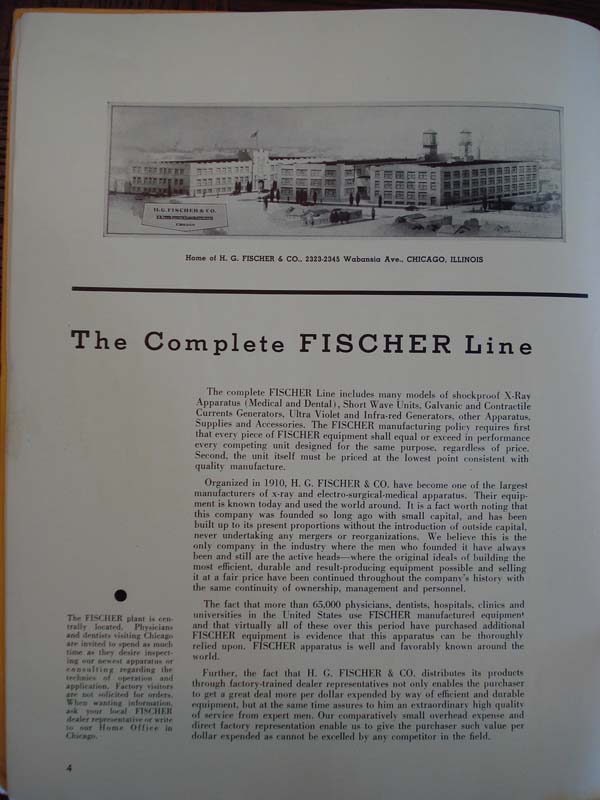 H. G. FISCHER & CO.
CHICAGO
Home of H. G. FISCHER & CO., 2323-2345 Wabansia Ave., CHICAGO, ILLINOIS
The Complete FISCHER Line
The complete FISCHER Line includes many models of shockproof X-Ray
Apparatus (Medical and Dental), Short Wave Units, Galvanic and Contractile
Currents Generators, Ultra Violet and Infra-red Generators, other Apparatus,
Supplies and Accessories. The FISCHER manufacturing policy requires first
that every piece of FISCHER equipment shall equal or exceed in performance
every competing unit designed for the same purpose, regardless of price.
Second, the unit itself must be priced at the lowest point consistent with
quality manufacture.
Organized in 1910, H. G. FISCHER & CO. have become one of the largest
manufacturers of x-ray and electro-surgical-medical apparatus. Their equip-
ment is known today and used the world around. It is a fact worth noting that
this company was founded so long ago with small capital, and has been
built up to its present proportions without the introduction of outside capital,
never undertaking any mergers or reorganizations. We believe this is the
only company in the industry where the men who founded it have always
been and still are the active heads—where the original ideals of building the
most efficient, durable and result-producing equipment possible and selling
it at a fair price have been continued throughout the company's history with
the same continuity of ownership, management and personnel.
The fact that more than 65,000 physicians, dentists, hospitals, clinics and
universities in the United States use FISCHER manufactured equipment
and that virtually all of these over this period have purchased additional
FISCHER equipment is evidence that this apparatus can be thoroughly
relied upon. FISCHER apparatus is well and favorably known around the
world.
Further, the fact that H. G. FISCHER & CO. distributes its products
through factory-trained dealer representatives not only enables the purchaser
to get a great deal more per dollar expended by way of efficient and durable
equipment, but at the same time assures to him an extraordinary high quality
of service from expert men. Our comparatively small overhead expense and
direct factory representation enable us to give the purchaser such value per
dollar expended as cannot be excelled by any competitor in the field.
The FISCHER plant is cen-
trally located. Physicians
and dentists visiting Chicago
are invited to spend as much
time as they desire inspect-
ing our newest apparatus or
consulting regarding the
technics of operation and
application. Factory visitors
are not solicited for orders.
When wanting information,
ask your local FISCHER
dealer representative or write
to our Home Office in
Chicago.
4